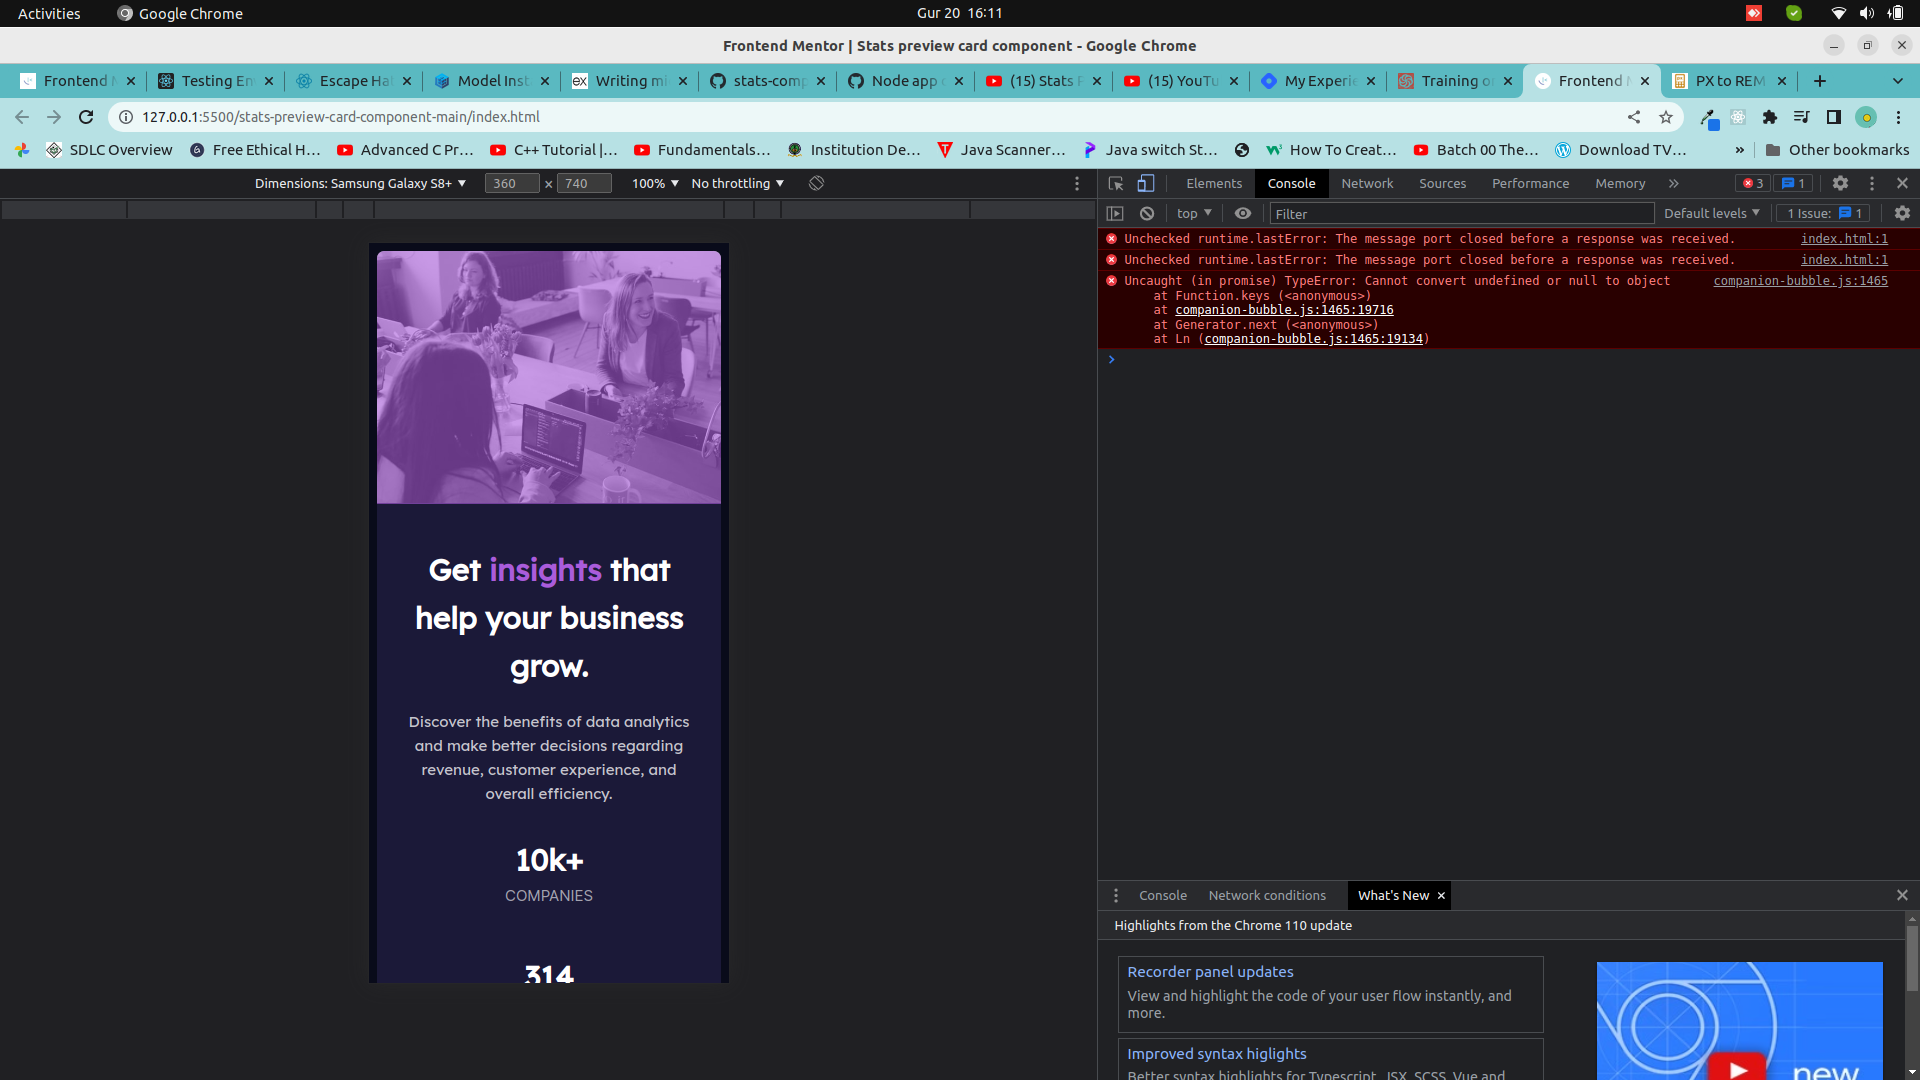 Activities
Google Chrome
Gur 20 16:11
Frontend Mentor | Stats preview card component - Google Chrome
Frontend M
Testing Em
Escape Hat
Model Inst
ex Writing mi
stats-comp
Node app
(15) Stats P
(15) YouTu
My Experie
Training or
Frontend M
PX to REM
127.0.0.1:5500/stats-preview-card-component-main/index.html
SDLC Overview
Free Ethical H...
Advanced C Pr...
C++ Tutorial |...
Fundamentals...
Institution De...
Java Scanner...
Java switch St...
How To Creat...
Batch 00 The...
Download TV...
»
Other bookmarks
Dimensions: Samsung Galaxy S8+ ▼
360 × 740
100% ▼
No throttling ▼
Elements
Console
Network
Sources
Performance
Memory
»
3
1
top ▼
Filter
Default levels ▼
1 Issue: 1
Unchecked runtime.lastError: The message port closed before a response was received. index.html:1
Unchecked runtime.lastError: The message port closed before a response was received. index.html:1
Uncaught (in promise) TypeError: Cannot convert undefined or null to object companion-bubble.js:1465
at Function.keys (<anonymous>)
at companion-bubble.js:1465:19716
at Generator.next (<anonymous>)
at Ln (companion-bubble.js:1465:19134)
Get insights that
help your business
grow.
Discover the benefits of data analytics
and make better decisions regarding
revenue, customer experience, and
overall efficiency.
10k+
COMPANIES
314
Console
Network conditions
What's New
Highlights from the Chrome 110 update
Recorder panel updates
View and highlight the code of your user flow instantly, and
more.
Improved syntax higlights
Better syntax highlights for Typescript, JSX, SCSS, Vue and
new